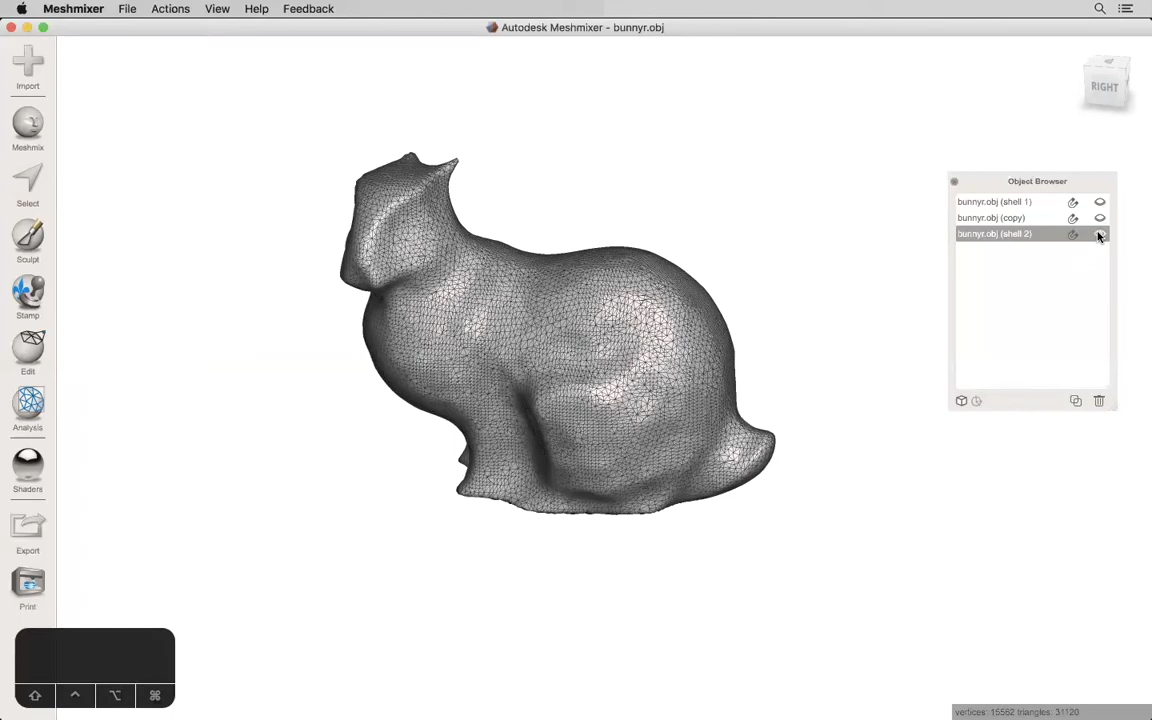 Meshmixer File Actions View Help Feedback
Autodesk Meshmixer - bunnyr.obj
Import
Meshmix
Select
Sculpt
Stamp
Edit
Analysis
Shaders
Export
Print
RIGHT
Object Browser
bunnyr.obj (shell 1)
bunnyr.obj (copy)
bunnyr.obj (shell 2)
vertices: 15562 triangles: 31120